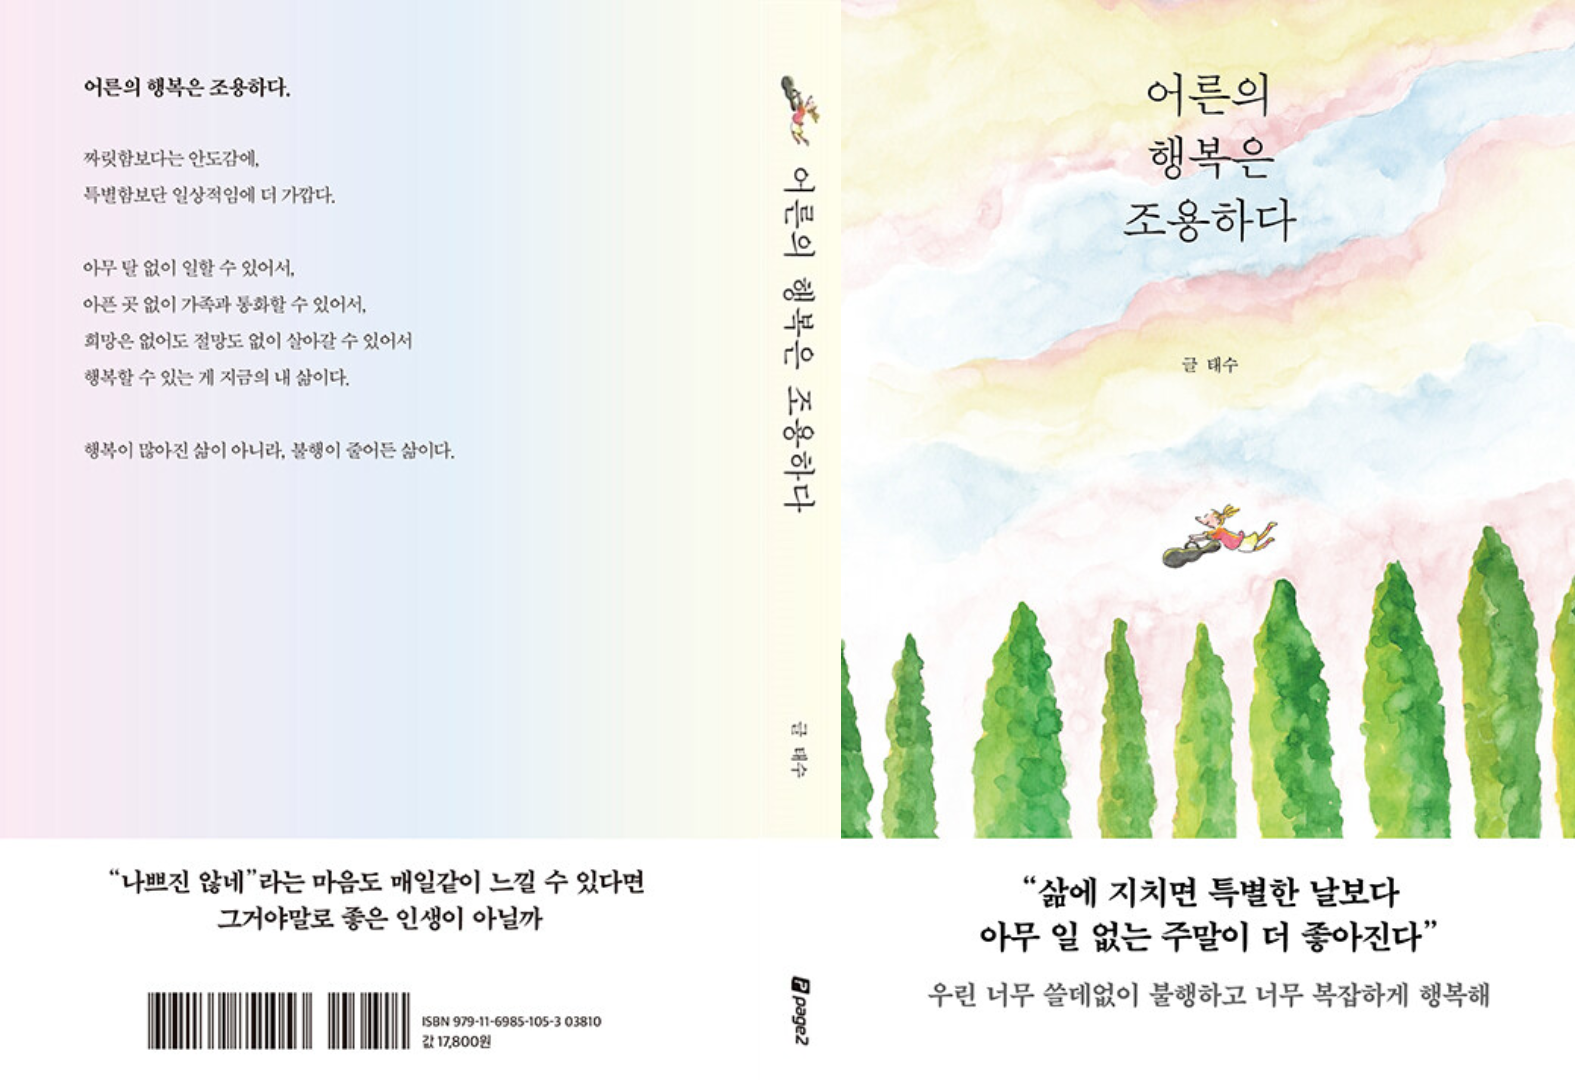 어른의 행복은 조용하다.
짜릿함보다는 안도감에,
특별함보단 일상적임에 더 가깝다.
아무 탈 없이 일할 수 있어서,
아픈 곳 없이 가족과 통화할 수 있어서,
희망은 없어도 절망도 없이 살아갈 수 있어서
행복할 수 있는 게 지금의 내 삶이다.
행복이 많아진 삶이 아니라, 불행이 줄어든 삶이다.
“나쁘진 않네”라는 마음도 매일같이 느낄 수 있다면
그거야말로 좋은 인생이 아닐까
ISBN 979-11-6985-105-3 03810
값 17,800원
어른의 행복은 조용하다
글 태수
page2
어른의
행복은
조용하다
글 태수
“삶에 지치면 특별한 날보다
아무 일 없는 주말이 더 좋아진다”
우린 너무 쓸데없이 불행하고 너무 복잡하게 행복해